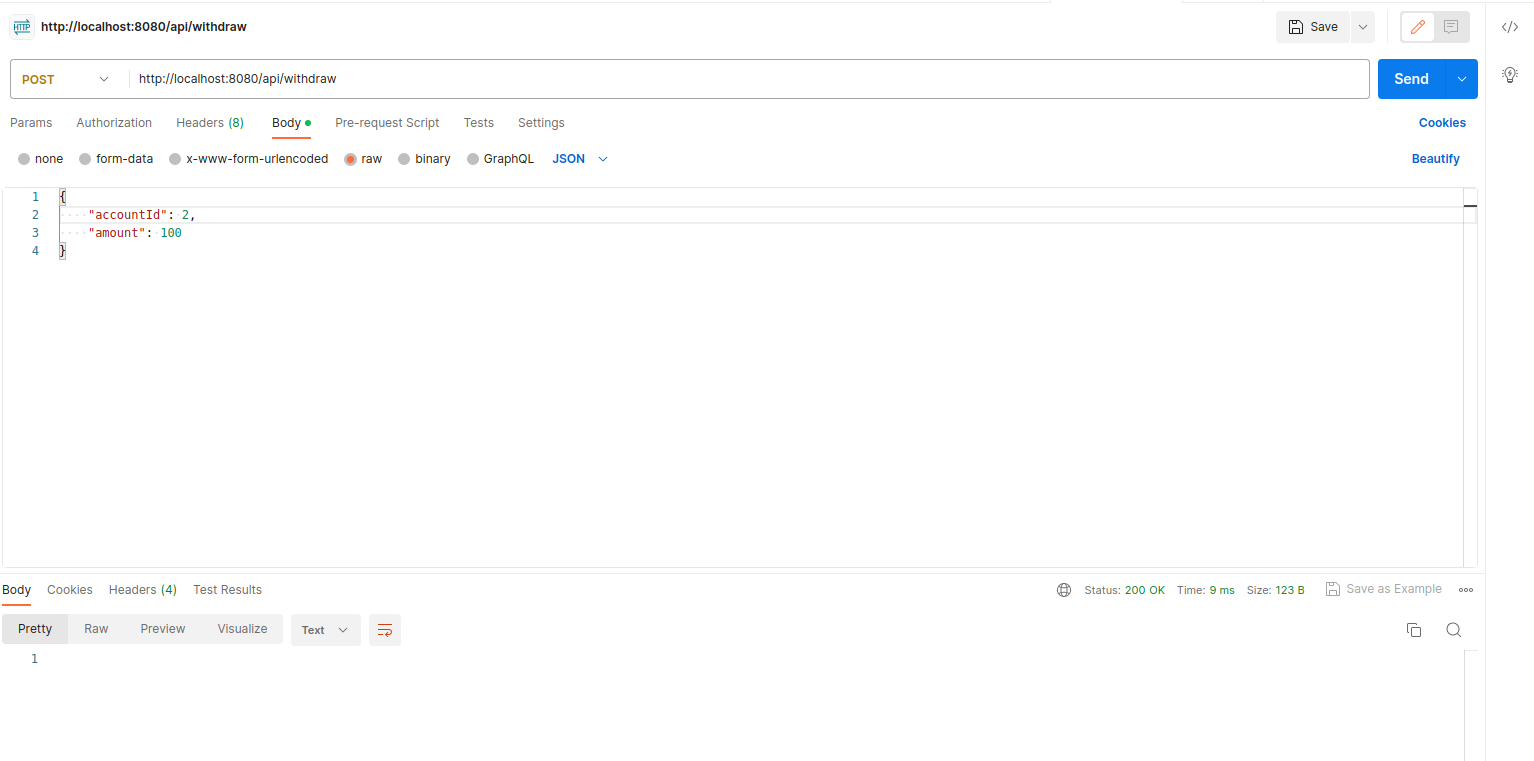 HTTP http://localhost:8080/api/withdraw Save
POST http://localhost:8080/api/withdraw Send
Params Authorization Headers (8) Body Pre-request Script Tests Settings Cookies
none form-data x-www-form-urlencoded raw binary GraphQL JSON Beautify
1 {
2 "accountId": 2,
3 "amount": 100
4 }
Body Cookies Headers (4) Test Results Status: 200 OK Time: 9 ms Size: 123 B Save as Example
Pretty Raw Preview Visualize Text
1